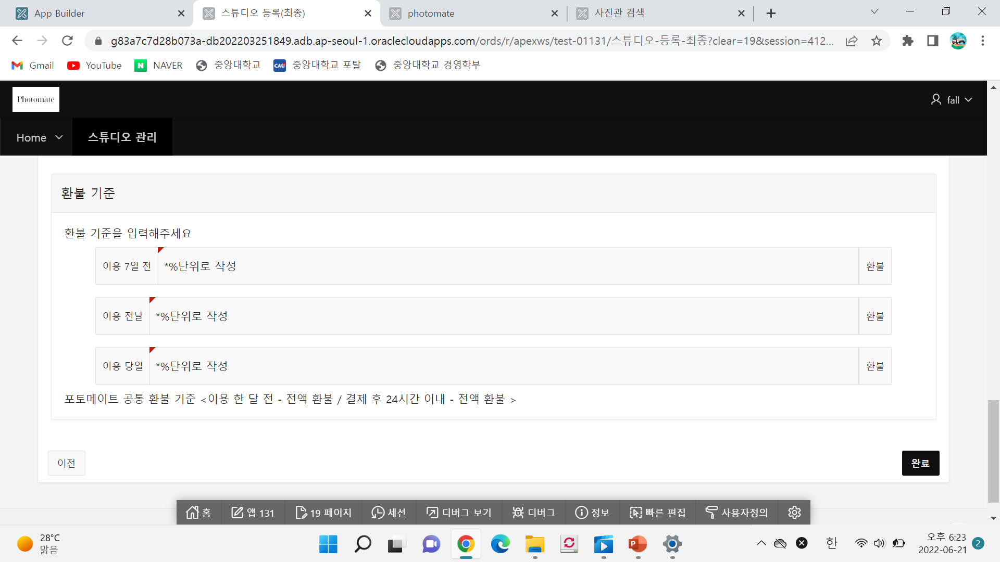 App Builder
스튜디오 등록(최종)
photomate
사진관 검색
g83a7c7d28b073a-db202203251849.adb.ap-seoul-1.oraclecloudapps.com/ords/r/apexws/test-01131/스튜디오-등록-최종?clear=19&session=412...
Gmail
YouTube
N NAVER
중앙대학교
CAU 중앙대학교 포탈
중앙대학교 경영학부
Photomate
fall
Home
스튜디오 관리
환불 기준
환불 기준을 입력해주세요
이용 7일 전 *%단위로 작성 환불
이용 전날 *%단위로 작성 환불
이용 당일 *%단위로 작성 환불
포토메이트 공통 환불 기준 <이용 한 달 전 - 전액 환불 / 결제 후 24시간 이내 - 전액 환불 >
이전
완료
홈
앱 131
19 페이지
세션
디버그 보기
디버그
정보
빠른 편집
사용자정의
28°C
맑음
P
한
오후 6:23
2022-06-21
2